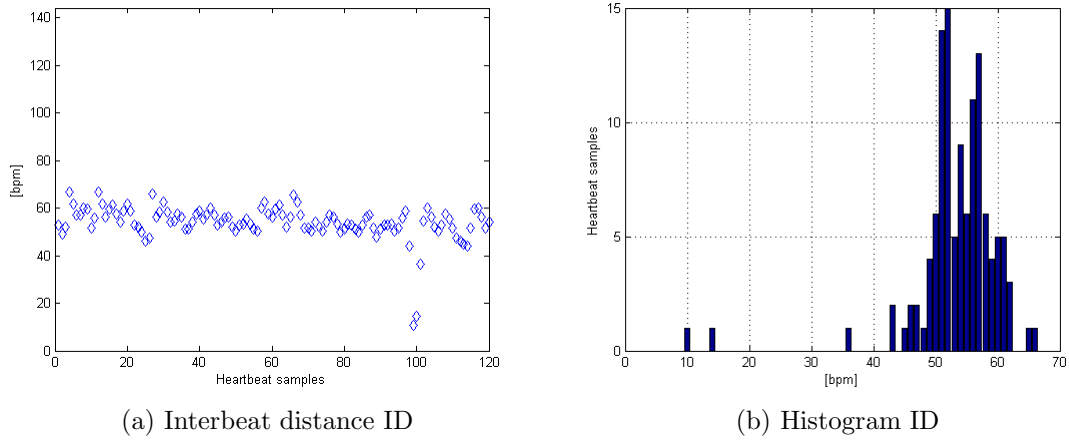 140
120
100
80
60
40
20
0
[bpm]
0 20 40 60 80 100 120
Heartbeat samples
(a) Interbeat distance ID
15
10
5
0
Heartbeat samples
0 10 20 30 40 50 60 70
[bpm]
(b) Histogram ID